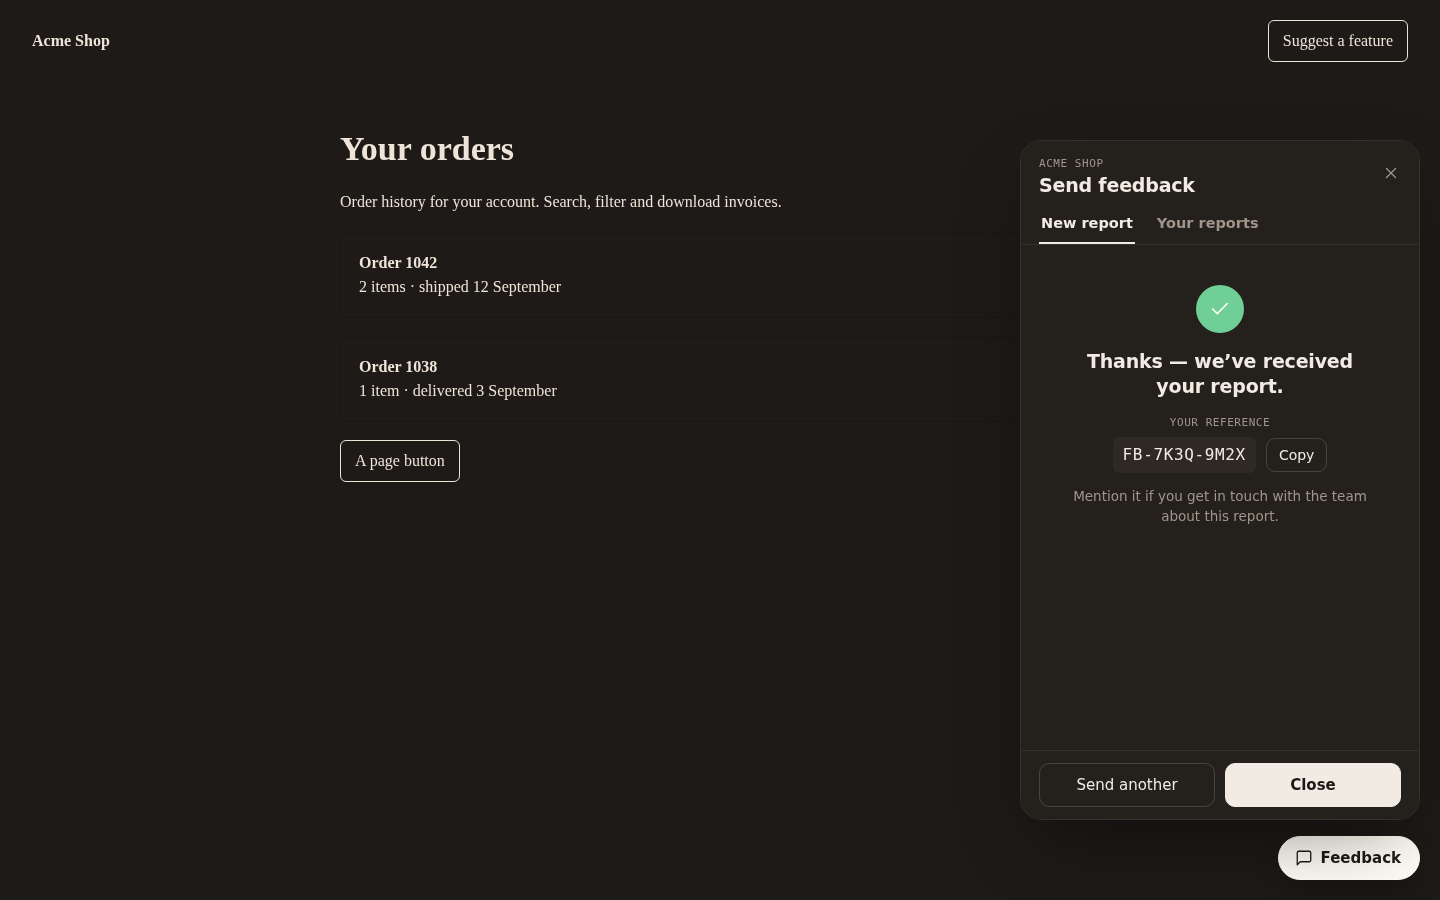 Acme Shop
Suggest a feature
Your orders
Order history for your account. Search, filter and download invoices.
Order 1042
2 items · shipped 12 September
Order 1038
1 item · delivered 3 September
A page button
ACME SHOP
Send feedback
New report
Your reports
Thanks — we’ve received
your report.
YOUR REFERENCE
FB-7K3Q-9M2X
Copy
Mention it if you get in touch with the team
about this report.
Send another
Close
Feedback